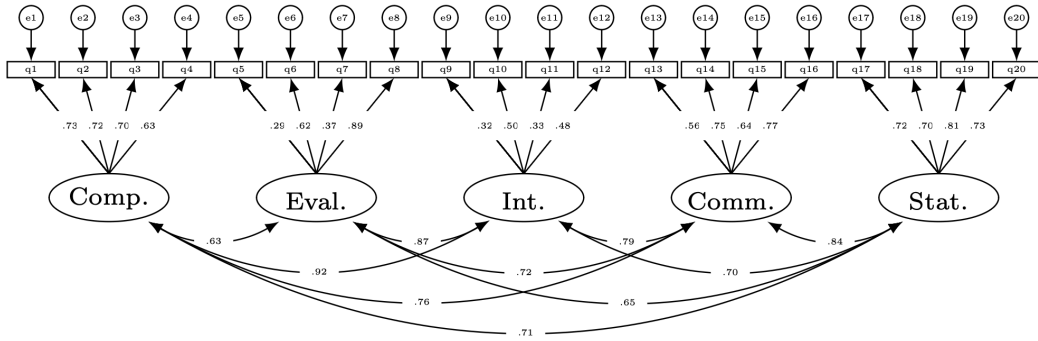 e1 e2 e3 e4 e5 e6 e7 e8 e9 e10 e11 e12 e13 e14 e15 e16 e17 e18 e19 e20
q1 q2 q3 q4 q5 q6 q7 q8 q9 q10 q11 q12 q13 q14 q15 q16 q17 q18 q19 q20
.73 .72 .70 .63 .29 .62 .37 .89 .32 .50 .33 .48 .56 .75 .64 .77 .72 .70 .81 .73
Comp. Eval. Int. Comm. Stat.
.63 .87 .79 .84
.92 .72 .70
.76 .65
.71